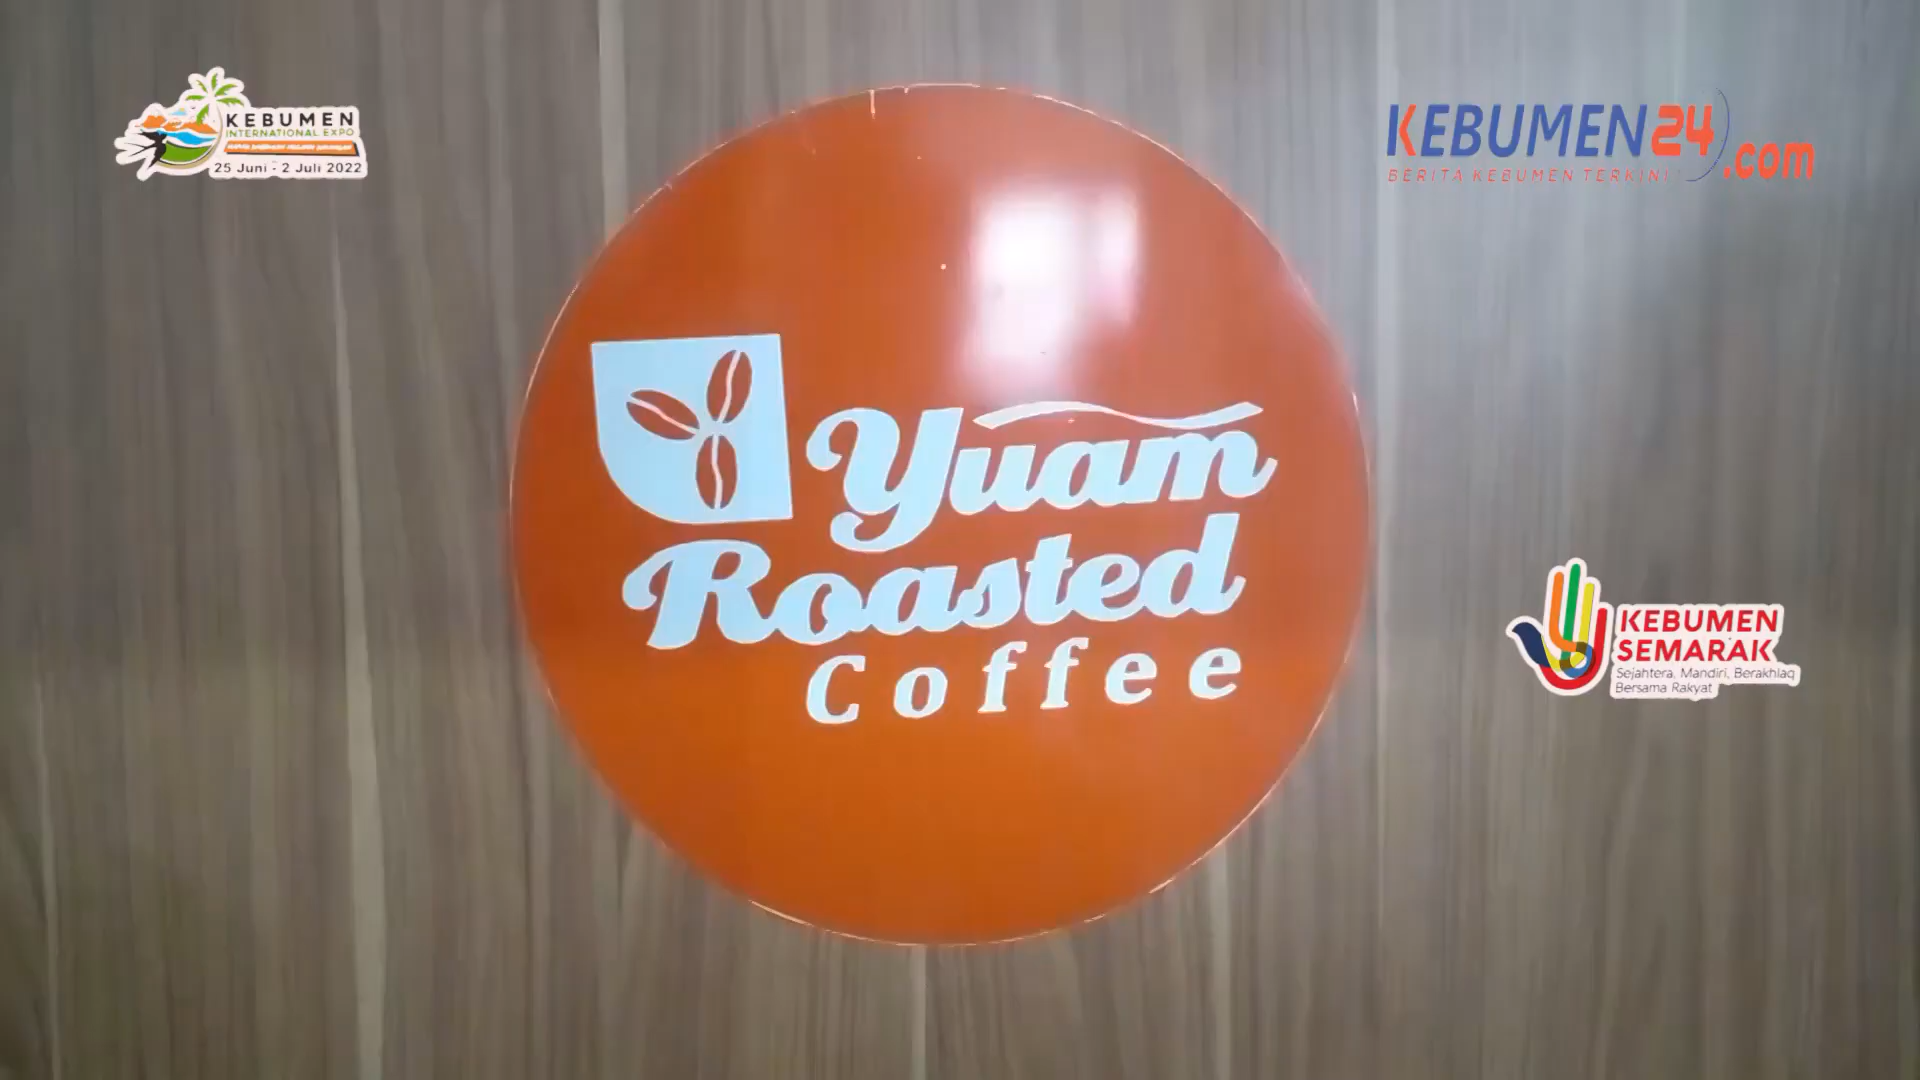 KEBUMEN
INTERNATIONAL EXPO
25 Juni - 2 Juli 2022
KEBUMEN24.com
BERITA KEBUMEN TERKINI
Yuam
Roasted
Coffee
KEBUMEN
SEMARAK
Sejahtera, Mandiri, Berakhlaq
Bersama Rakyat